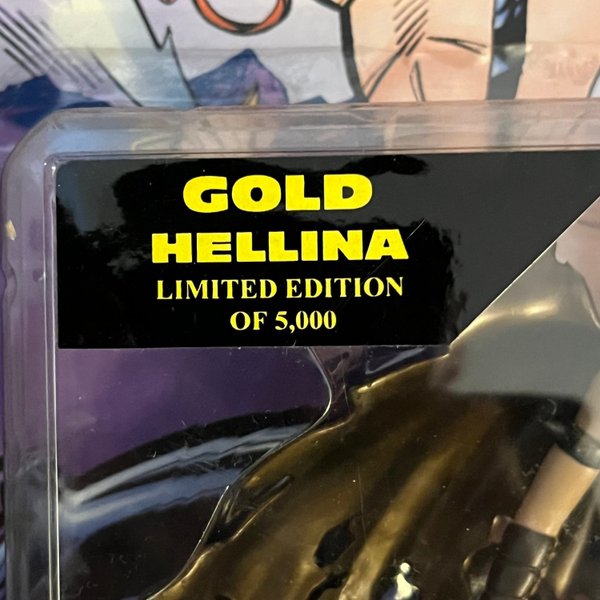 GOLD
HELLINA
LIMITED EDITION
OF 5,000